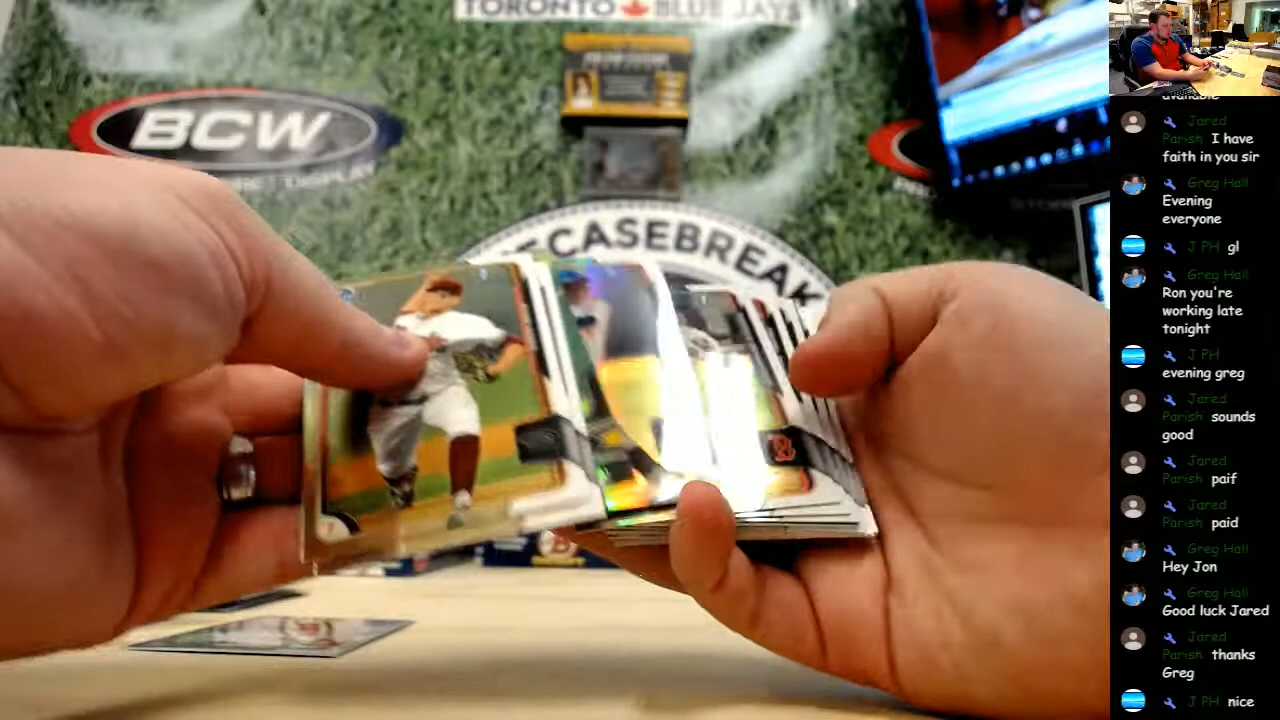 TORONTO BLUE JAYS
BCW
CASEBREAK
Jared
Parish I have
faith in you sir
Greg Hall
Evening
everyone
J PH gl
Greg Hall
Ron you're
working late
tonight
J PH
evening greg
Jared
Parish sounds
good
Jared
Parish paif
Jared
Parish paid
Greg Hall
Hey Jon
Greg Hall
Good luck Jared
Jared
Parish thanks
Greg
J PH nice